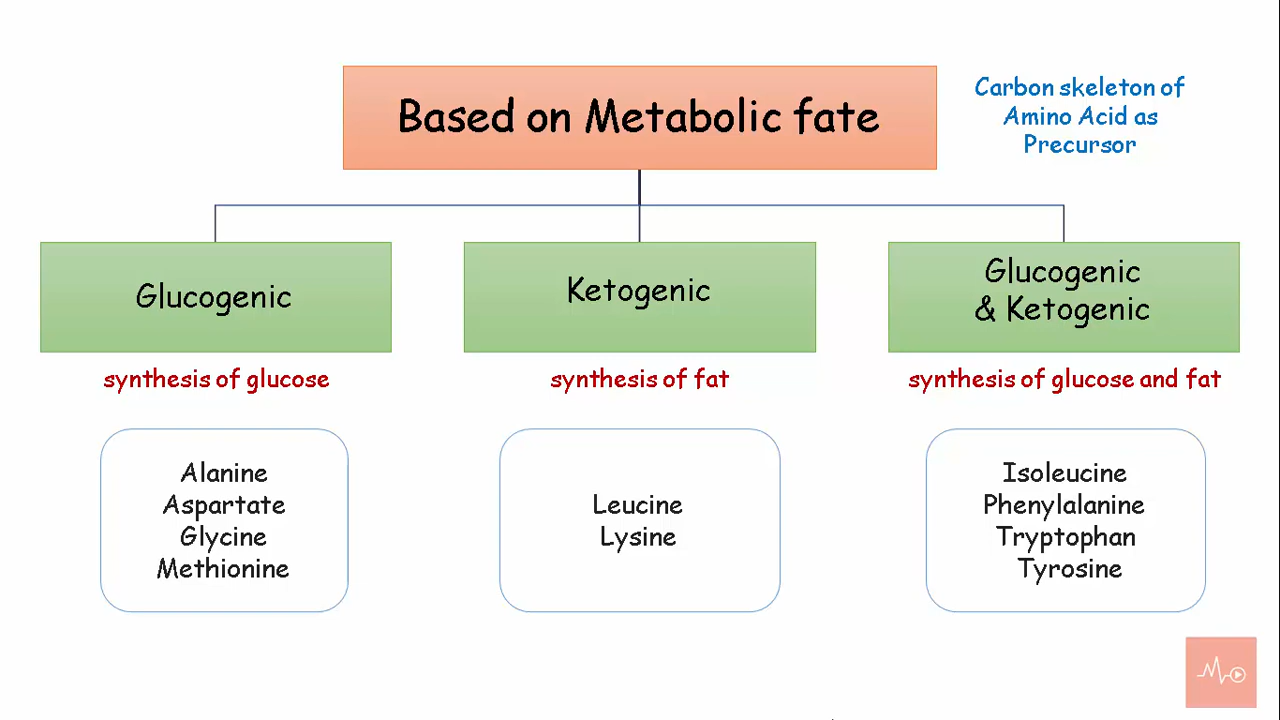 Based on Metabolic fate
Carbon skeleton of
Amino Acid as
Precursor
Glucogenic
Ketogenic
Glucogenic
& Ketogenic
synthesis of glucose
synthesis of fat
synthesis of glucose and fat
Alanine
Aspartate
Glycine
Methionine
Leucine
Lysine
Isoleucine
Phenylalanine
Tryptophan
Tyrosine